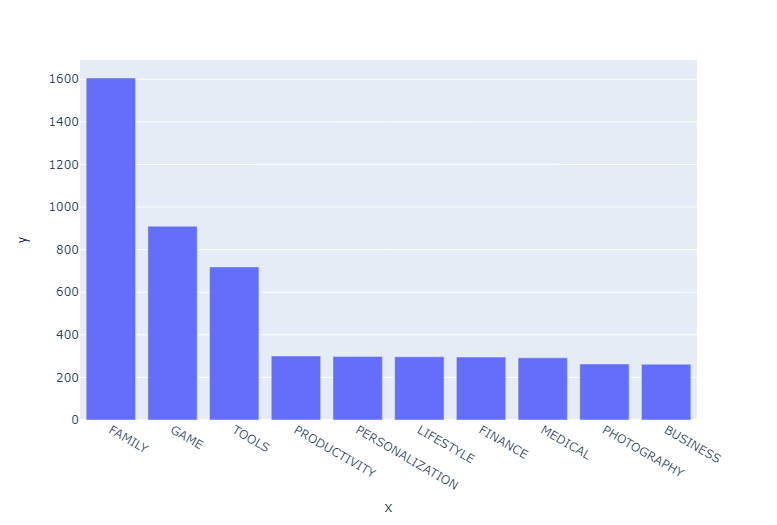 1600
1400
1200
1000
800
600
400
200
0
y
FAMILY
GAME
TOOLS
PRODUCTIVITY
PERSONALIZATION
LIFESTYLE
FINANCE
MEDICAL
PHOTOGRAPHY
BUSINESS
x